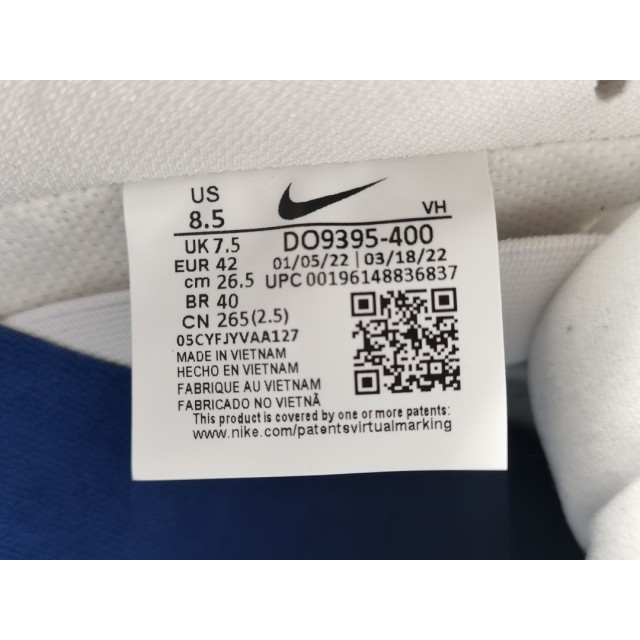 US
8.5
VH
UK 7.5
DO9395-400
EUR 42
01/05/22 | 03/18/22
cm 26.5
UPC 00196148836837
BR 40
CN 265(2.5)
05CYFJYVAA127
MADE IN VIETNAM
HECHO EN VIETNAM
FABRIQUE AU VIETNAM
FABRICADO NO VIETNÃ
This product is covered by one or more patents:
www.nike.com/patentsvirtualmarking